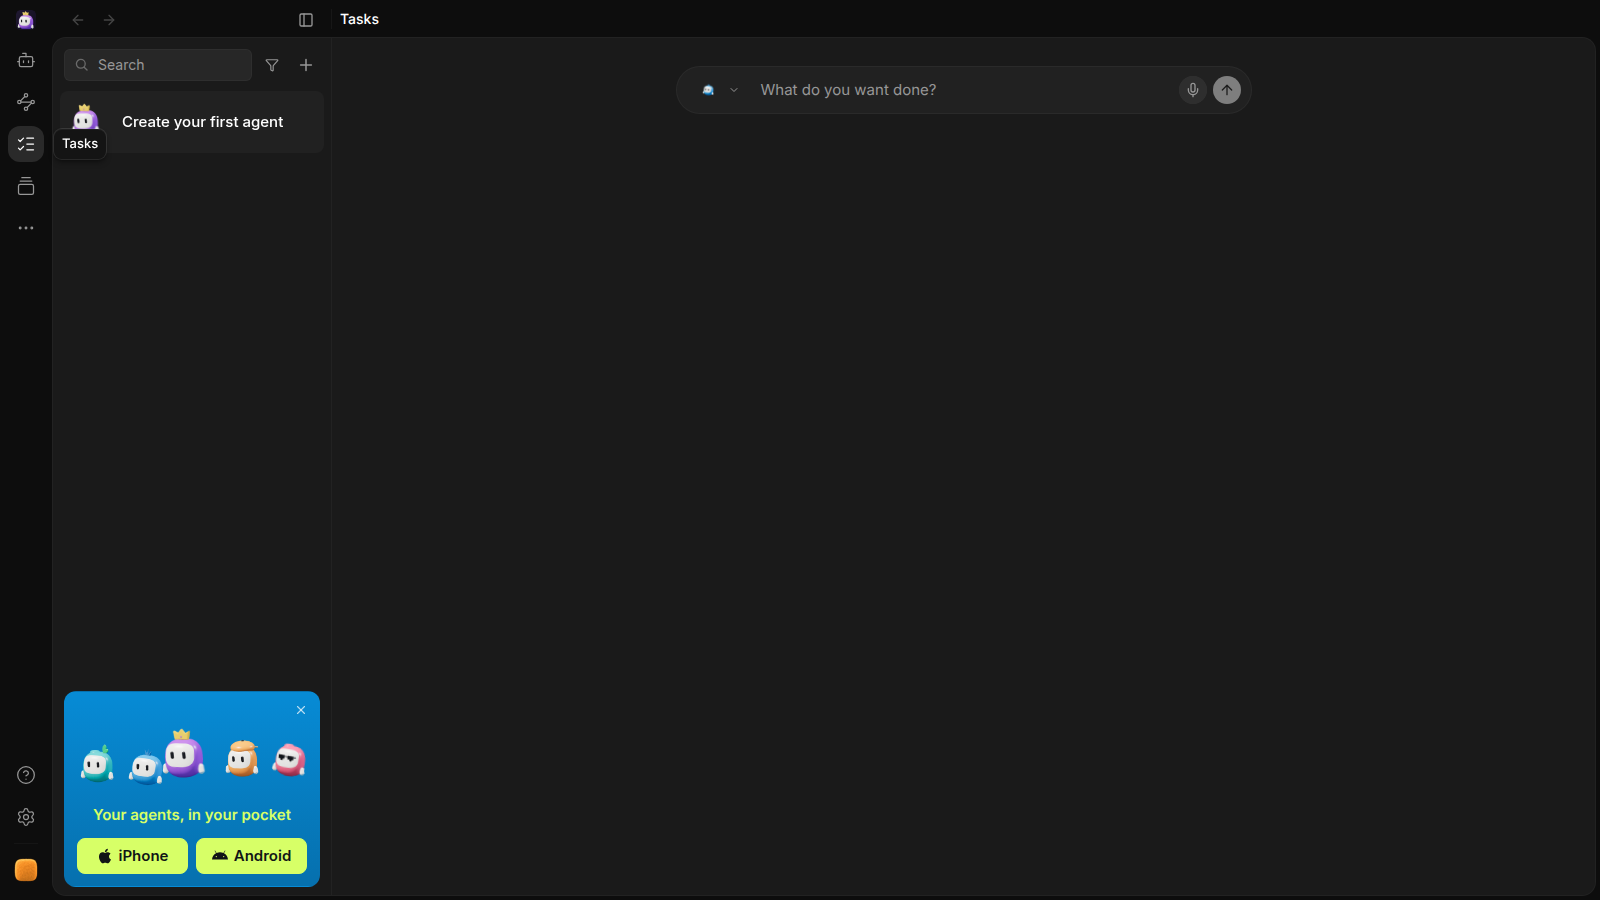 Tasks
Search
What do you want done?
Create your first agent
Tasks
Your agents, in your pocket
iPhone
Android